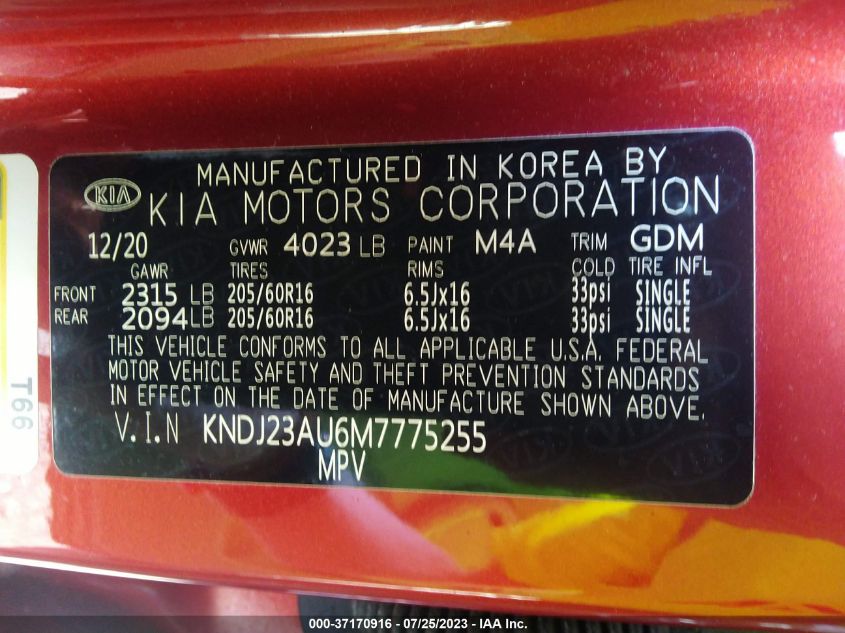 MANUFACTURED IN KOREA BY
KIA KIA MOTORS CORPORATION
12/20 GVWR 4023 LB PAINT M4A TRIM GDM
GAWR TIRES RIMS COLD TIRE INFL
FRONT 2315 LB 205/60R16 6.5Jx16 33psi SINGLE
REAR 2094 LB 205/60R16 6.5Jx16 33psi SINGLE
THIS VEHICLE CONFORMS TO ALL APPLICABLE U.S.A. FEDERAL
MOTOR VEHICLE SAFETY AND THEFT PREVENTION STANDARDS
IN EFFECT ON THE DATE OF MANUFACTURE SHOWN ABOVE.
V.I.N KNDJ23AU6M7775255
MPV
T66
000-37170916 / 07/25/2023 / IAA Inc.